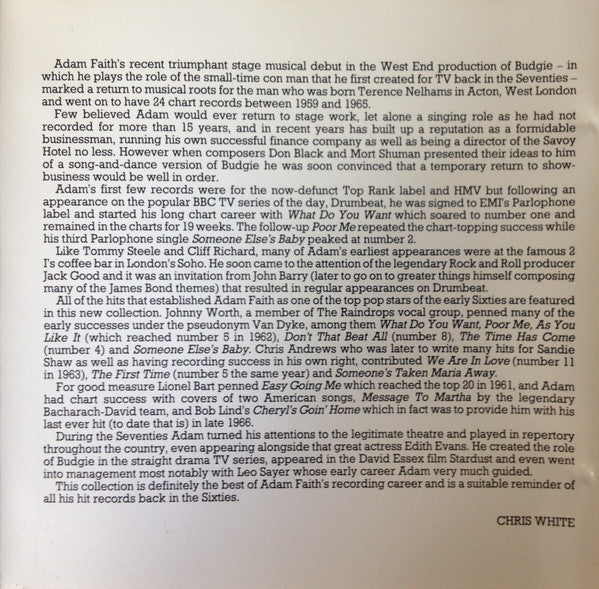 Adam Faith's recent triumphant stage musical debut in the West End production of Budgie – in
which he plays the role of the small-time con man that he first created for TV back in the Seventies –
marked a return to musical roots for the man who was born Terence Nelhams in Acton, West London
and went on to have 24 chart records between 1959 and 1965.
Few believed Adam would ever return to stage work, let alone a singing role as he had not
recorded for more than 15 years, and in recent years has built up a reputation as a formidable
businessman, running his own successful finance company as well as being a director of the Savoy
Hotel no less. However when composers Don Black and Mort Shuman presented their ideas to him
of a song-and-dance version of Budgie he was soon convinced that a temporary return to show-
business would be well in order.
Adam's first few records were for the now-defunct Top Rank label and HMV but following an
appearance on the popular BBC TV series of the day, Drumbeat, he was signed to EMI's Parlophone
label and started his long chart career with What Do You Want which soared to number one and
remained in the charts for 19 weeks. The follow-up Poor Me repeated the chart-topping success while
his third Parlophone single Someone Else's Baby peaked at number 2.
Like Tommy Steele and Cliff Richard, many of Adam's earliest appearances were at the famous 2
I's coffee bar in London's Soho. He soon came to the attention of the legendary Rock and Roll producer
Jack Good and it was an invitation from John Barry (later to go on to greater things himself composing
many of the James Bond themes) that resulted in regular appearances on Drumbeat.
All of the hits that established Adam Faith as one of the top pop stars of the early Sixties are featured
in this new collection. Johnny Worth, a member of The Raindrops vocal group, penned many of the
early successes under the pseudonym Van Dyke, among them What Do You Want, Poor Me, As You
Like It (which reached number 5 in 1962), Don't That Beat All (number 8), The Time Has Come
(number 4) and Someone Else's Baby. Chris Andrews who was later to write many hits for Sandie
Shaw as well as having recording success in his own right, contributed We Are In Love (number 11
in 1963), The First Time (number 5 the same year) and Someone's Taken Maria Away.
For good measure Lionel Bart penned Easy Going Me which reached the top 20 in 1961, and Adam
had chart success with covers of two American songs, Message To Martha by the legendary
Bacharach-David team, and Bob Lind's Cheryl's Goin' Home which in fact was to provide him with his
last ever hit (to date that is) in late 1966.
During the Seventies Adam turned his attentions to the legitimate theatre and played in repertory
throughout the country, even appearing alongside that great actress Edith Evans. He created the role
of Budgie in the straight drama TV series, appeared in the David Essex film Stardust and even went
into management most notably with Leo Sayer whose early career Adam very much guided.
This collection is definitely the best of Adam Faith's recording career and is a suitable reminder of
all his hit records back in the Sixties.
CHRIS WHITE